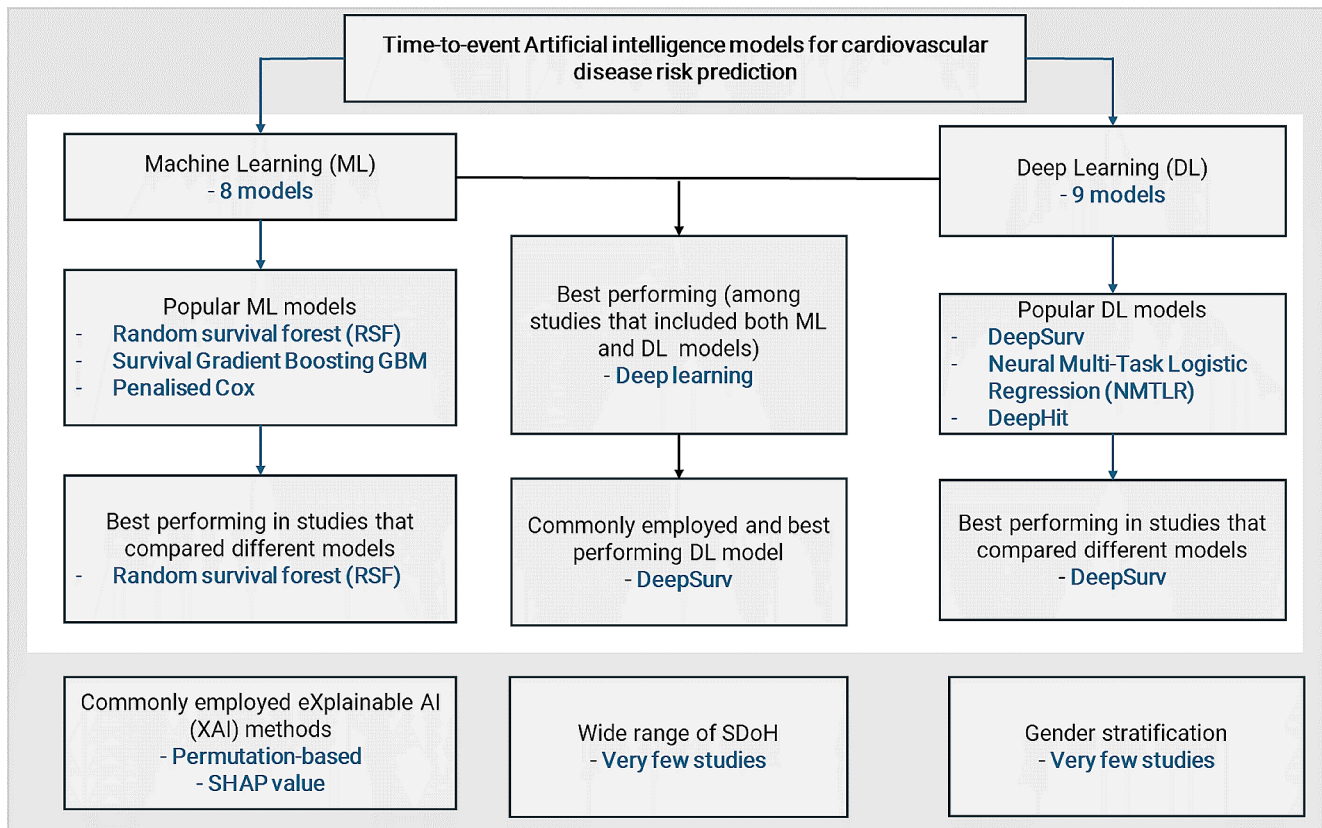 Time-to-event Artificial intelligence models for cardiovascular
disease risk prediction
Machine Learning (ML)
- 8 models
Deep Learning (DL)
- 9 models
Popular ML models
- Random survival forest (RSF)
- Survival Gradient Boosting GBM
- Penalised Cox
Best performing (among
studies that included both ML
and DL models)
- Deep learning
Popular DL models
- DeepSurv
- Neural Multi-Task Logistic
Regression (NMTLR)
- DeepHit
Best performing in studies that
compared different models
- Random survival forest (RSF)
Commonly employed and best
performing DL model
- DeepSurv
Best performing in studies that
compared different models
- DeepSurv
Commonly employed eXplainable AI
(XAI) methods
- Permutation-based
- SHAP value
Wide range of SDoH
- Very few studies
Gender stratification
- Very few studies